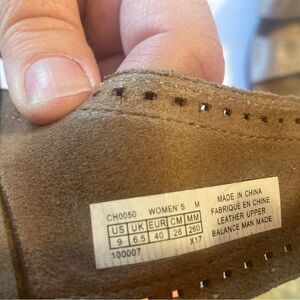 CH0050 WOMEN'S M
US UK EUR CM MM
9 6.5 40 26 260
100007 X17
MADE IN CHINA
FABRIQUÉ EN CHINE
LEATHER UPPER
BALANCE MAN MADE